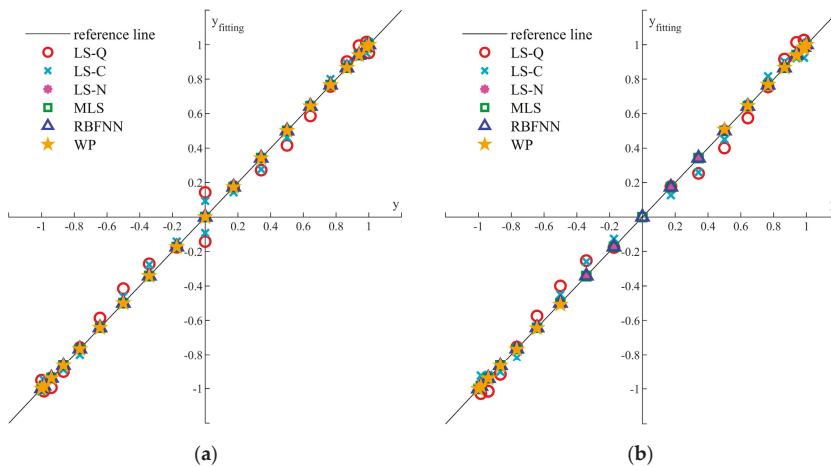 y_fitting
reference line
LS-Q
LS-C
LS-N
MLS
RBFNN
WP
1
0.8
0.6
0.4
0.2
y
-1 -0.8 -0.6 -0.4 -0.2 0 0.2 0.4 0.6 0.8 1
-0.2
-0.4
-0.6
-0.8
-1
(a)
y_fitting
reference line
LS-Q
LS-C
LS-N
MLS
RBFNN
WP
1
0.8
0.6
0.4
0.2
-1 -0.8 -0.6 -0.4 -0.2 0 0.2 0.4 0.6 0.8 1
-0.2
-0.4
-0.6
-0.8
-1
(b)